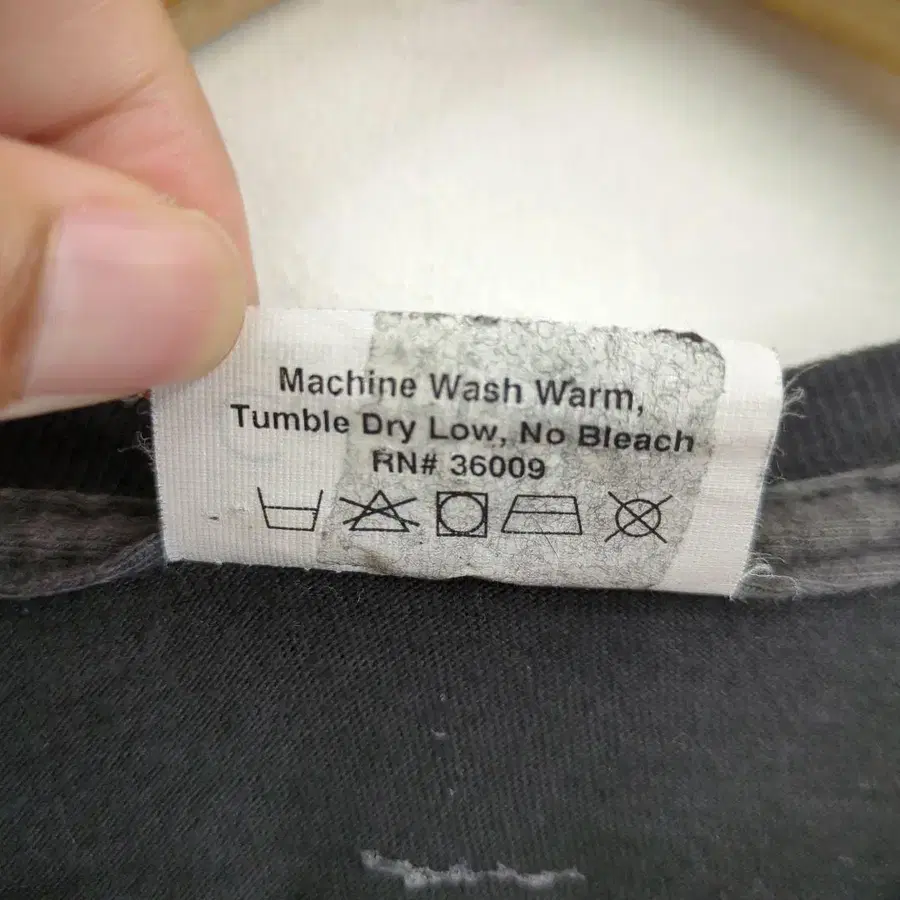 Machine Wash Warm,
Tumble Dry Low, No Bleach
RN# 36009